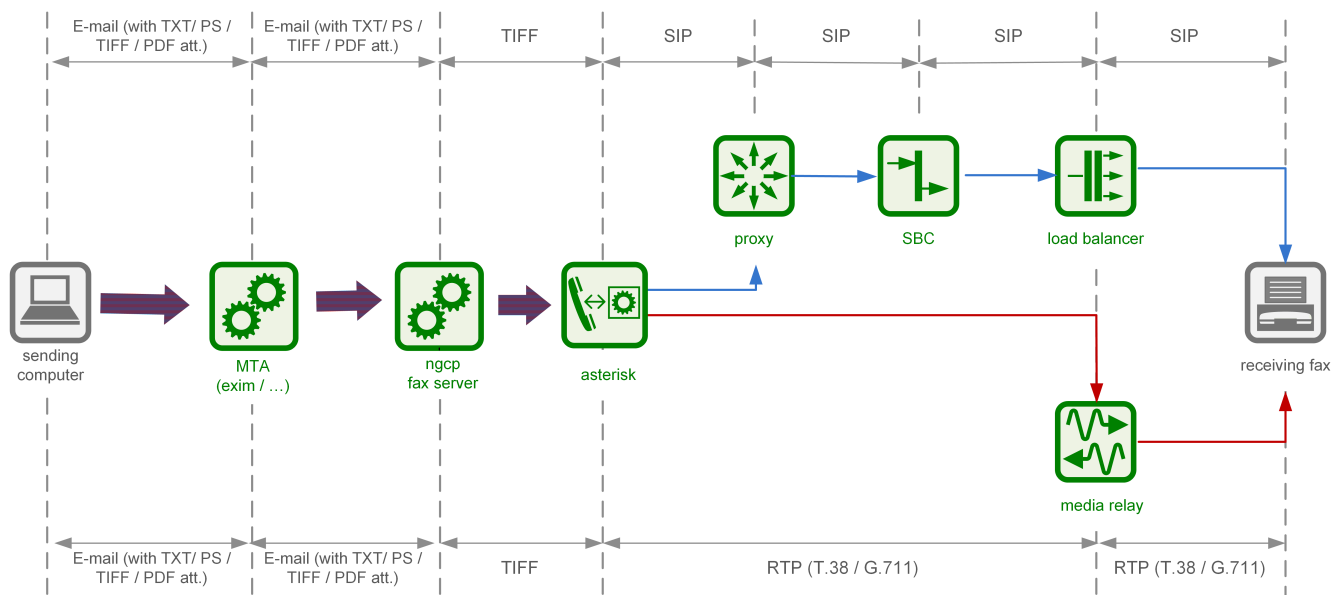 E-mail (with TXT/ PS /
TIFF / PDF att.)
E-mail (with TXT/ PS /
TIFF / PDF att.)
TIFF
SIP
SIP
SIP
SIP
proxy
SBC
load balancer
sending
computer
MTA
(exim / …)
ngcp
fax server
asterisk
receiving fax
media relay
E-mail (with TXT/ PS /
TIFF / PDF att.)
E-mail (with TXT/ PS /
TIFF / PDF att.)
TIFF
RTP (T.38 / G.711)
RTP (T.38 / G.711)